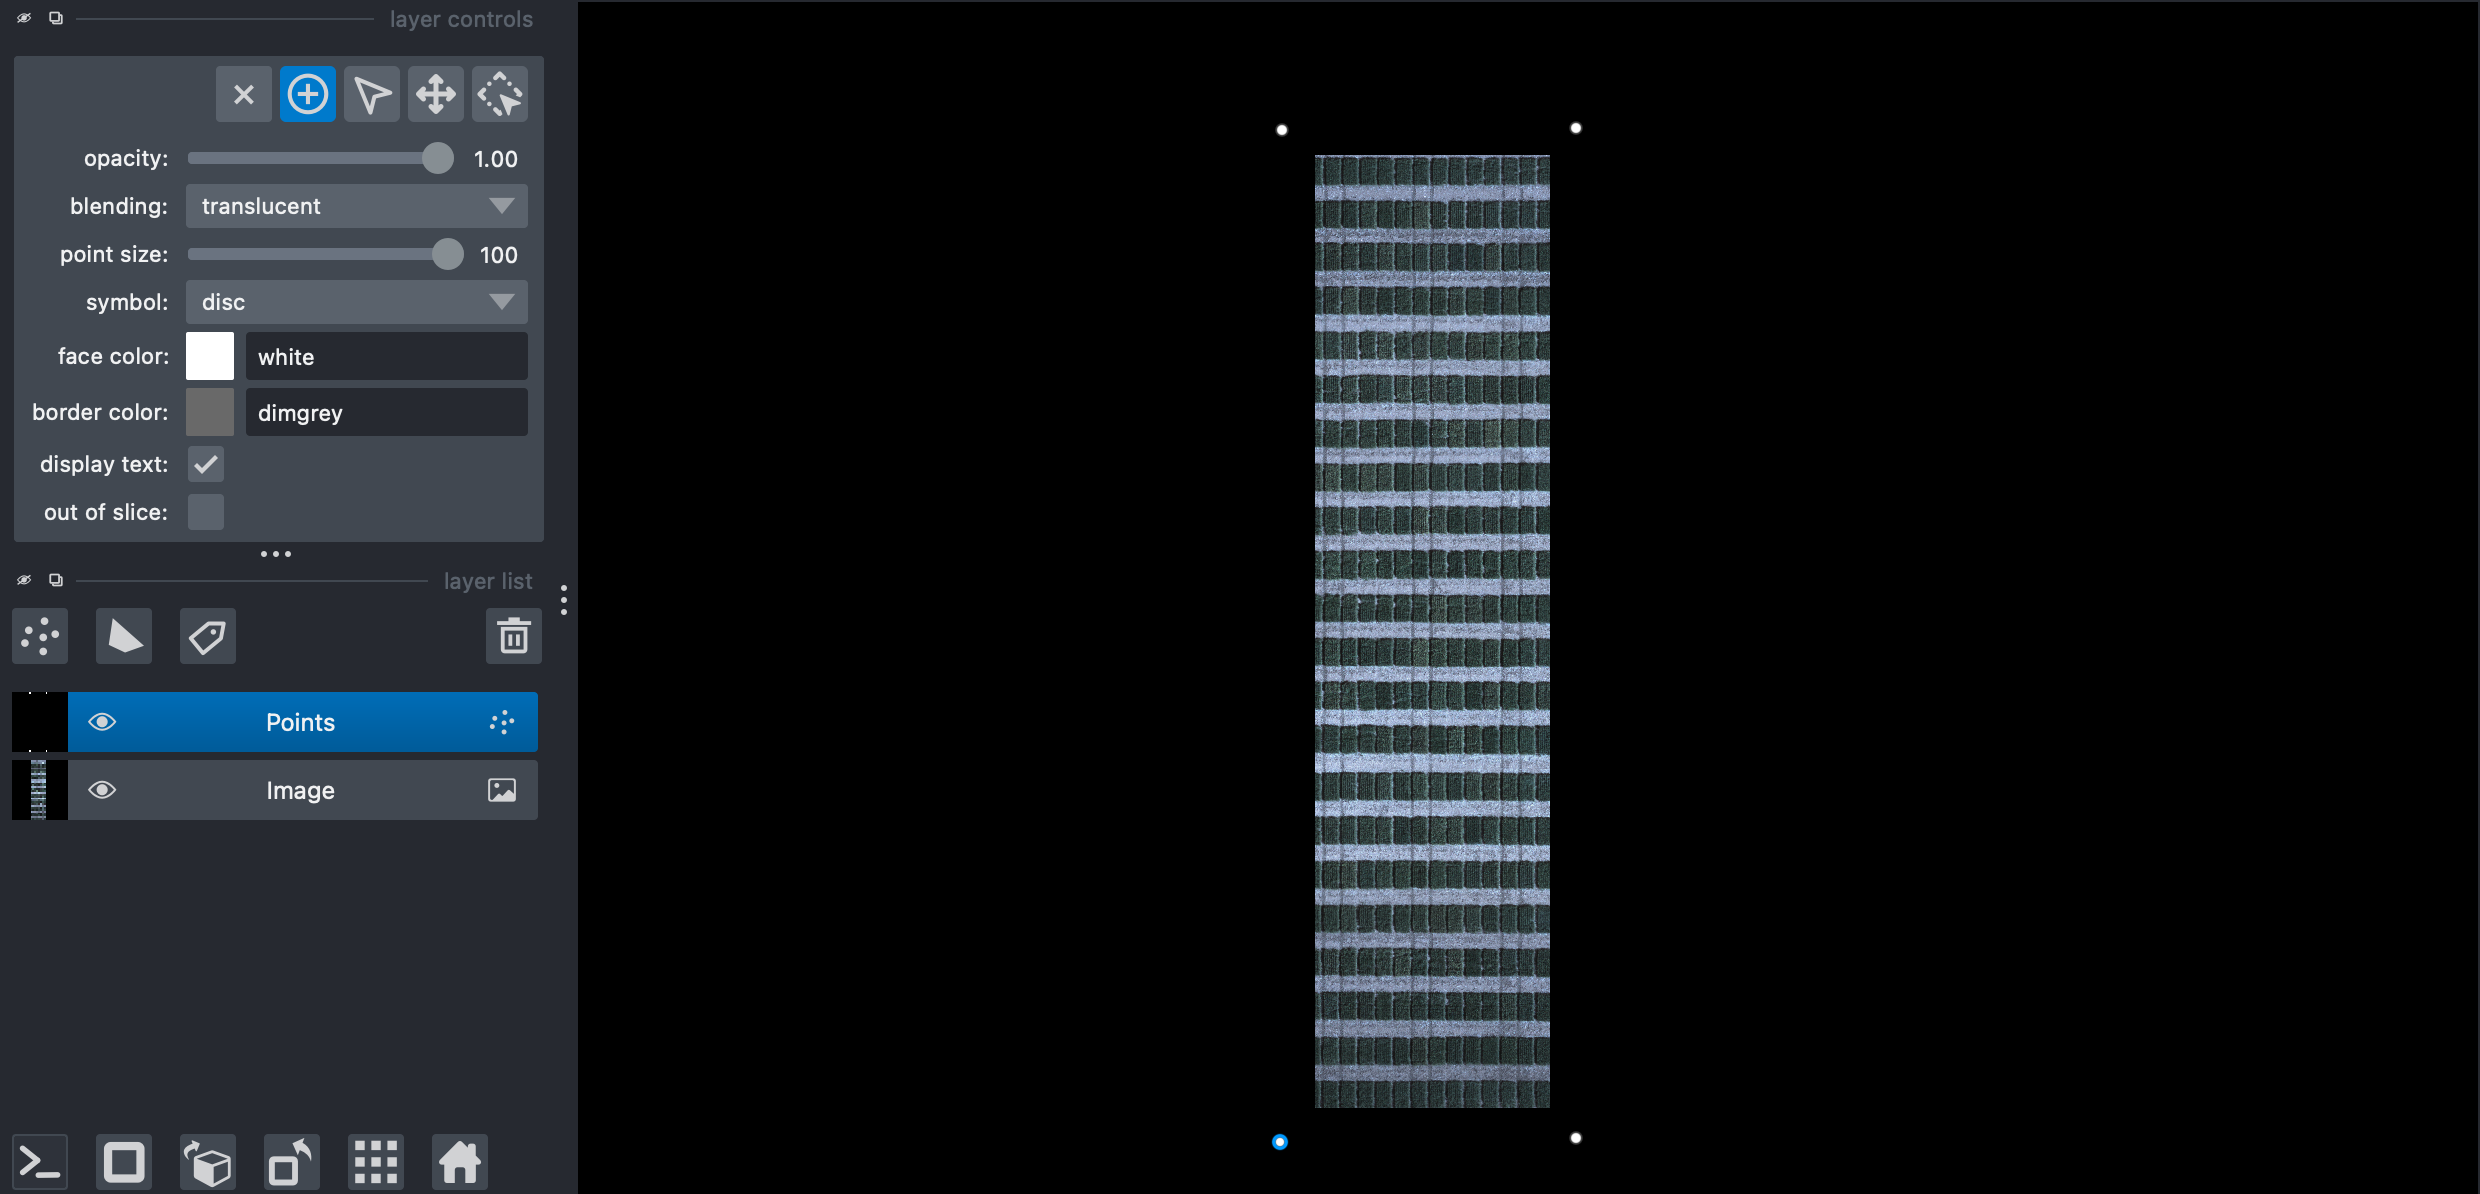 layer controls
opacity: 1.00
blending: translucent
point size: 100
symbol: disc
face color: white
border color: dimgrey
display text:
out of slice:
layer list
Points
Image